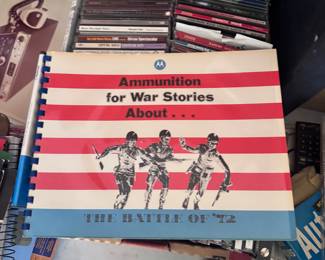 Ammunition
for War Stories
About . . .
THE BATTLE OF '72